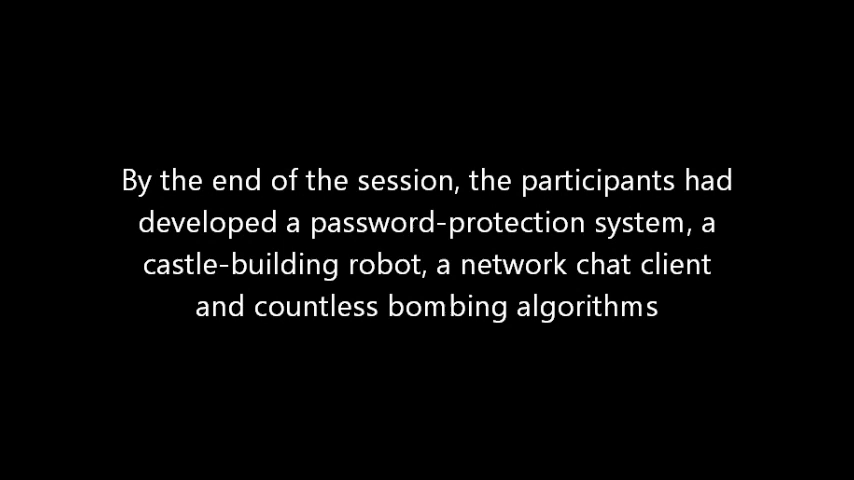 By the end of the session, the participants had
developed a password-protection system, a
castle-building robot, a network chat client
and countless bombing algorithms